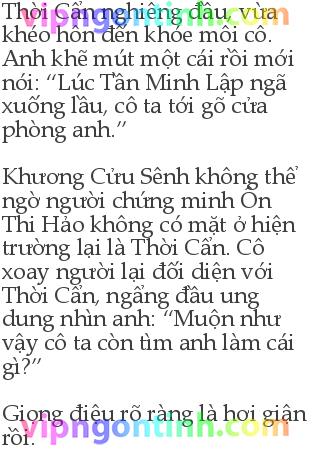 Thời Cẩn nghiêng đầu, vừa
khéo hôn đến khóe môi cô.
Anh khẽ mút một cái rồi mới
nói: “Lúc Tần Minh Lập ngã
xuống lầu, cô ta tới gõ cửa
phòng anh.”
Khương Cửu Sênh không thể
ngờ người chứng minh Ôn
Thi Hảo không có mặt ở hiện
trường lại là Thời Cẩn. Cô
xoay người lại đối diện với
Thời Cẩn, ngẩng đầu ung
dung nhìn anh: “Muộn như
vậy cô ta còn tìm anh làm cái
gì?”
Giọng điệu rõ ràng là hơi giận
rồi.
vipngontinh.com
vipngontinh.com